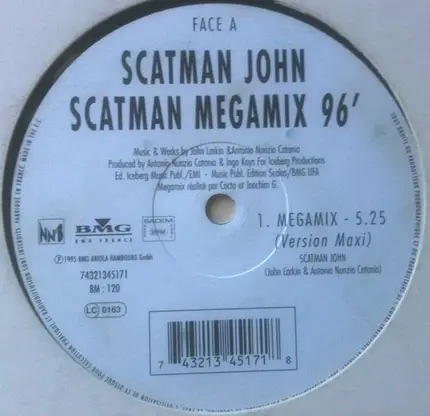 FACE A
SCATMAN JOHN
SCATMAN MEGAMIX 96'
Music & Works by John Larkin & Antonio Nunzio Catania
Produced by Antonio Nunzio Catania & Ingo Kays For Iceberg Productions
Ed. Iceberg Music Publ./EMI - Music Publ. Edition Scales/BMG UFA
Megamix réalisé par Cocto et Joachim G.
BMG
BMG FRANCE
SACEM
1. MEGAMIX - 5.25
(Version Maxi)
SCATMAN JOHN
(John Larkin & Antonio Nunzio Catania)
Ⓟ 1995 BMG ARIOLA HAMBOURG Gmbh
74321345171
BM : 120
LC 0163
7 43213 45171 8